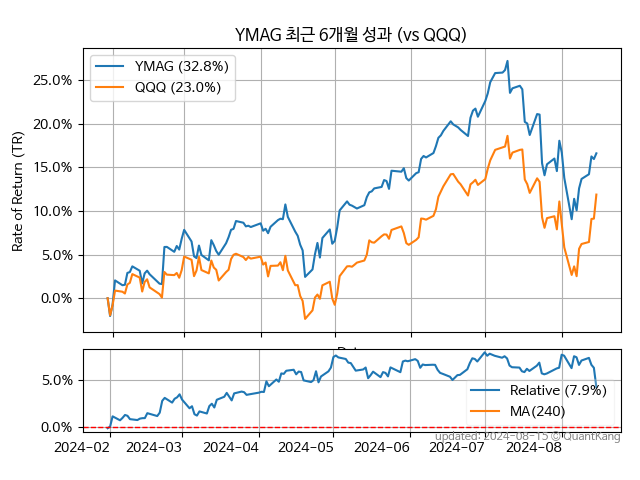 YMAG 최근 6개월 성과 (vs QQQ)
YMAG (32.8%)
QQQ (23.0%)
Rate of Return (TR)
25.0%
20.0%
15.0%
10.0%
5.0%
0.0%
5.0%
0.0%
Relative (7.9%)
MA(240)
2024-02 2024-03 2024-04 2024-05 2024-06 2024-07 2024-08
updated: 2024-08-15 © QuantKang